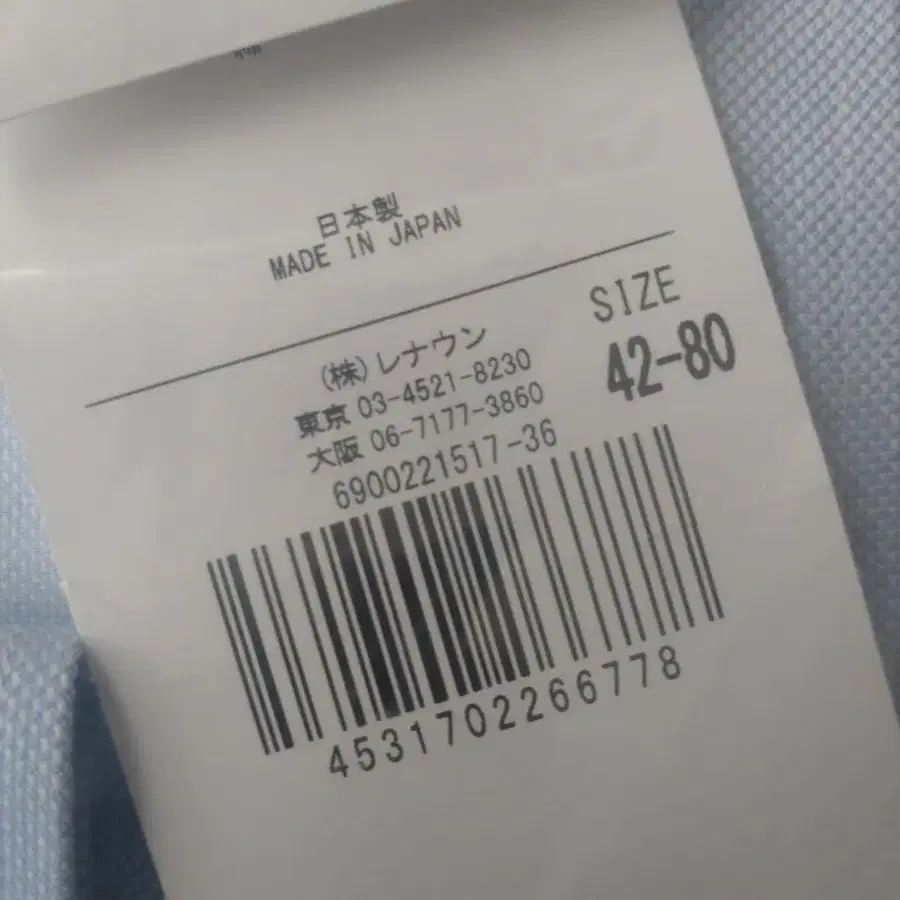 日本製
MADE IN JAPAN
SIZE
42-80
(株)レナウン
東京 03-4521-8230
大阪 06-7177-3860
6900221517-36
4531702266778